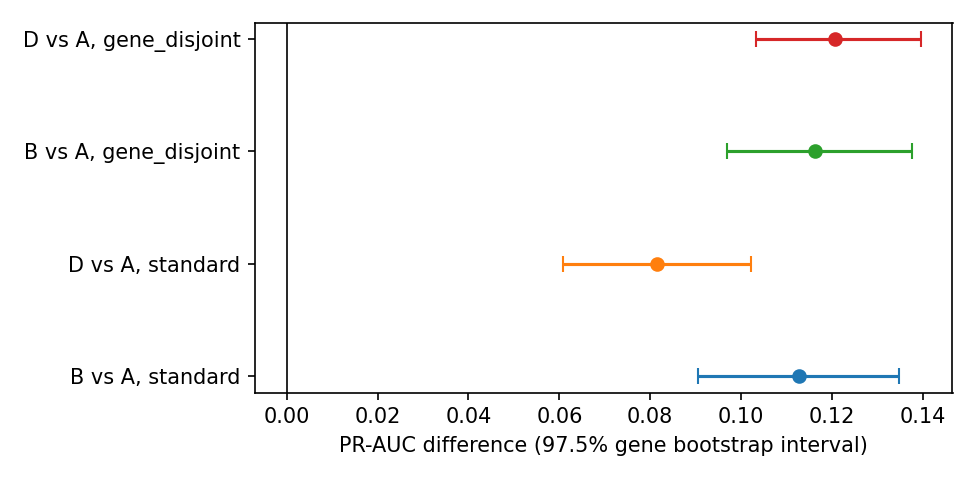 D vs A, gene_disjoint
B vs A, gene_disjoint
D vs A, standard
B vs A, standard
0.00 0.02 0.04 0.06 0.08 0.10 0.12 0.14
PR-AUC difference (97.5% gene bootstrap interval)